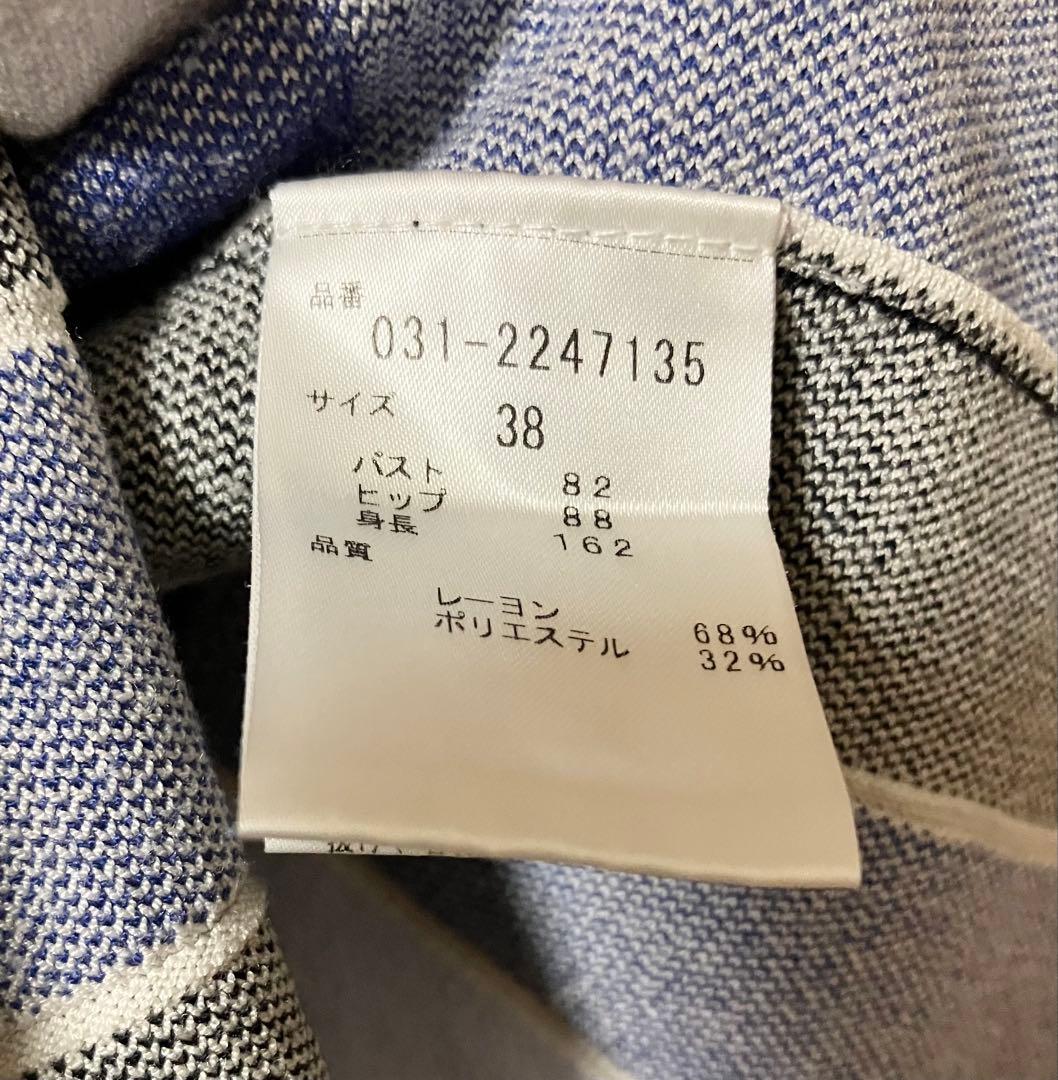 品番
031-2247135
サイズ 38
バスト 82
ヒップ 88
身長 162
品質
レーヨン 68%
ポリエステル 32%